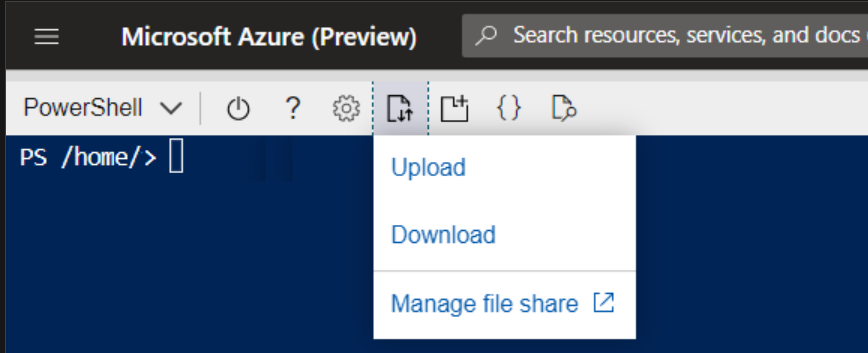 Microsoft Azure (Preview)
Search resources, services, and docs (
PowerShell
?
{}
PS /home/>
Upload
Download
Manage file share